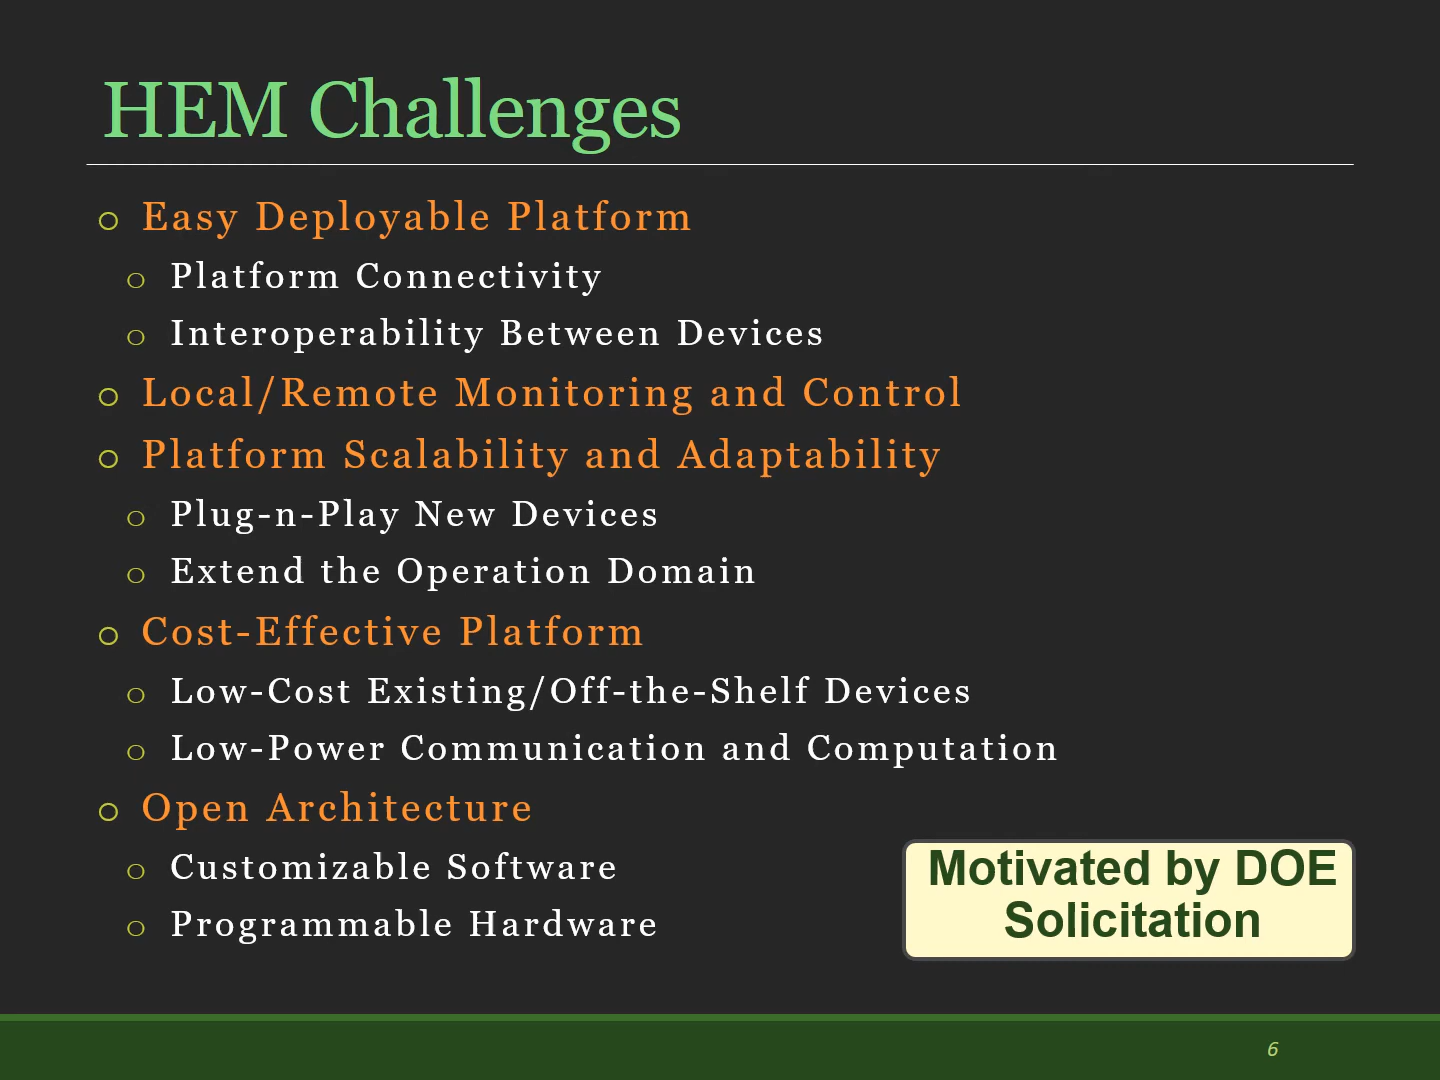 HEM Challenges
Easy Deployable Platform
Platform Connectivity
Interoperability Between Devices
Local/Remote Monitoring and Control
Platform Scalability and Adaptability
Plug-n-Play New Devices
Extend the Operation Domain
Cost-Effective Platform
Low-Cost Existing/Off-the-Shelf Devices
Low-Power Communication and Computation
Open Architecture
Customizable Software
Programmable Hardware
Motivated by DOE
Solicitation
6